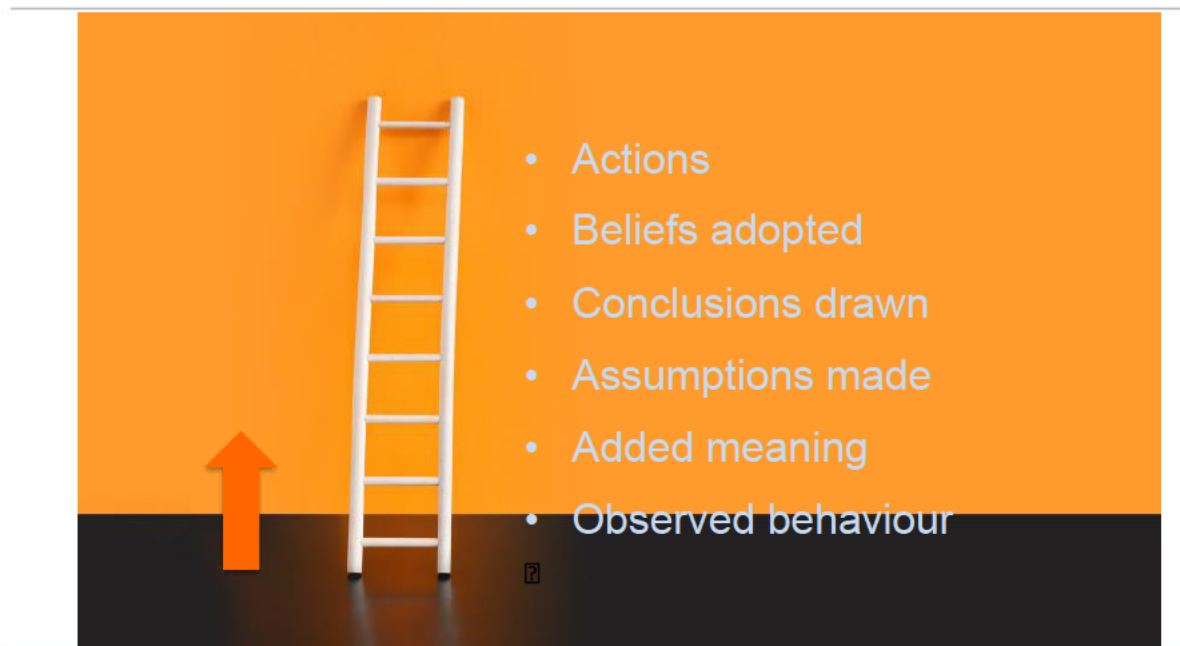 • Actions
• Beliefs adopted
• Conclusions drawn
• Assumptions made
• Added meaning
• Observed behaviour